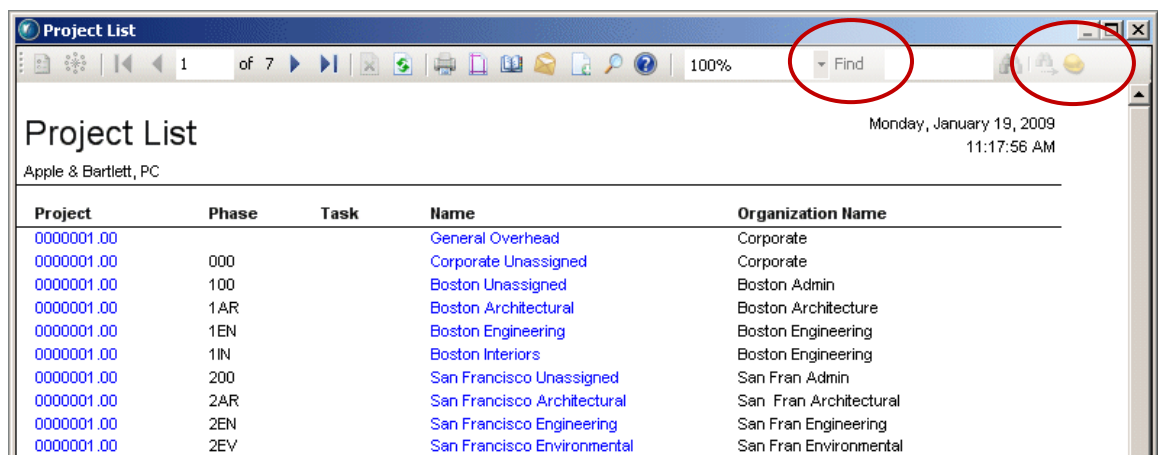 Project List
1 of 7 100% Find
Project List
Monday, January 19, 2009
11:17:56 AM
Apple & Bartlett, PC
Project Phase Task Name Organization Name
0000001.00 General Overhead Corporate
0000001.00 000 Corporate Unassigned Corporate
0000001.00 100 Boston Unassigned Boston Admin
0000001.00 1AR Boston Architectural Boston Architecture
0000001.00 1EN Boston Engineering Boston Engineering
0000001.00 1IN Boston Interiors Boston Engineering
0000001.00 200 San Francisco Unassigned San Fran Admin
0000001.00 2AR San Francisco Architectural San Fran Architectural
0000001.00 2EN San Francisco Engineering San Fran Engineering
0000001.00 2EV San Francisco Environmental San Fran Environmental